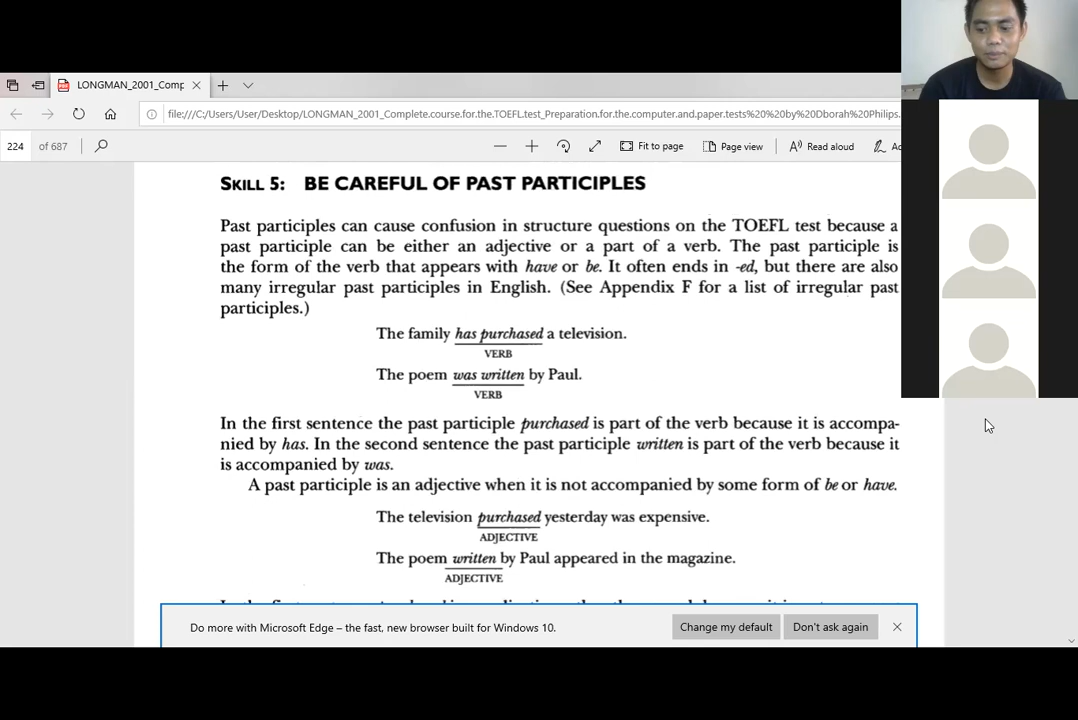 LONGMAN_2001_Comp
file:///C:/Users/User/Desktop/LONGMAN_2001_Complete.course.for.the.TOEFL.test_Preparation.for.the.computer.and.paper.tests%20%20by%20Dborah%20Philips.
224 of 687
Fit to page
Page view
Read aloud
SKILL 5: BE CAREFUL OF PAST PARTICIPLES
Past participles can cause confusion in structure questions on the TOEFL test because a
past participle can be either an adjective or a part of a verb. The past participle is
the form of the verb that appears with have or be. It often ends in -ed, but there are also
many irregular past participles in English. (See Appendix F for a list of irregular past
participles.)
The family has purchased a television.
VERB
The poem was written by Paul.
VERB
In the first sentence the past participle purchased is part of the verb because it is accompa-
nied by has. In the second sentence the past participle written is part of the verb because it
is accompanied by was.
A past participle is an adjective when it is not accompanied by some form of be or have.
The television purchased yesterday was expensive.
ADJECTIVE
The poem written by Paul appeared in the magazine.
ADJECTIVE
Do more with Microsoft Edge – the fast, new browser built for Windows 10.
Change my default
Don't ask again